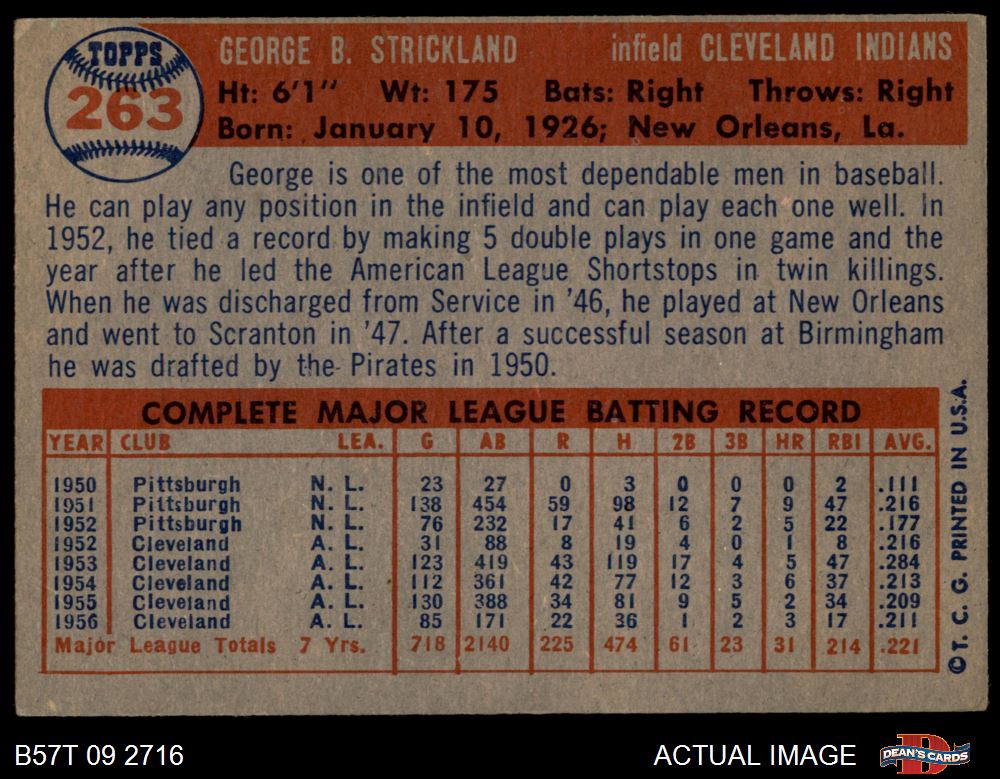 TOPPS
263
GEORGE B. STRICKLAND infield CLEVELAND INDIANS
Ht: 6'1" Wt: 175 Bats: Right Throws: Right
Born: January 10, 1926; New Orleans, La.
George is one of the most dependable men in baseball.
He can play any position in the infield and can play each one well. In
1952, he tied a record by making 5 double plays in one game and the
year after he led the American League Shortstops in twin killings.
When he was discharged from Service in '46, he played at New Orleans
and went to Scranton in '47. After a successful season at Birmingham
he was drafted by the Pirates in 1950.
COMPLETE MAJOR LEAGUE BATTING RECORD
YEAR CLUB LEA. G AB R H 2B 3B HR RBI AVG.
1950 Pittsburgh N. L. 23 27 0 3 0 0 0 2 .111
1951 Pittsburgh N. L. 138 454 59 98 12 7 9 47 .216
1952 Pittsburgh N. L. 76 232 17 41 6 2 5 22 .177
1952 Cleveland A. L. 31 88 8 19 4 0 1 8 .216
1953 Cleveland A. L. 123 419 43 119 17 4 5 47 .284
1954 Cleveland A. L. 112 361 42 77 12 3 6 37 .213
1955 Cleveland A. L. 130 388 34 81 9 5 2 34 .209
1956 Cleveland A. L. 85 171 22 36 1 2 3 17 .211
Major League Totals 7 Yrs. 718 2140 225 474 61 23 31 214 .221
©T. C. G. PRINTED IN U.S.A.
B57T 09 2716 ACTUAL IMAGE DEAN'S CARDS